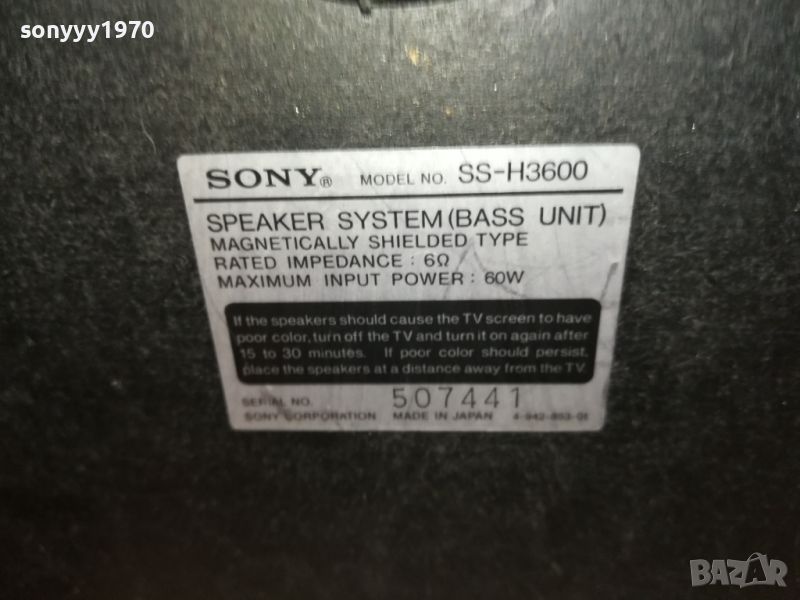 sonyyy1970
SONY® MODEL NO. SS-H3600
SPEAKER SYSTEM (BASS UNIT)
MAGNETICALLY SHIELDED TYPE
RATED IMPEDANCE : 6Ω
MAXIMUM INPUT POWER : 60W
If the speakers should cause the TV screen to have
poor color, turn off the TV and turn it on again after
15 to 30 minutes. If poor color should persist,
place the speakers at a distance away from the TV.
SERIAL NO. 507441
SONY CORPORATION MADE IN JAPAN 4-942-853-01
BAZAR